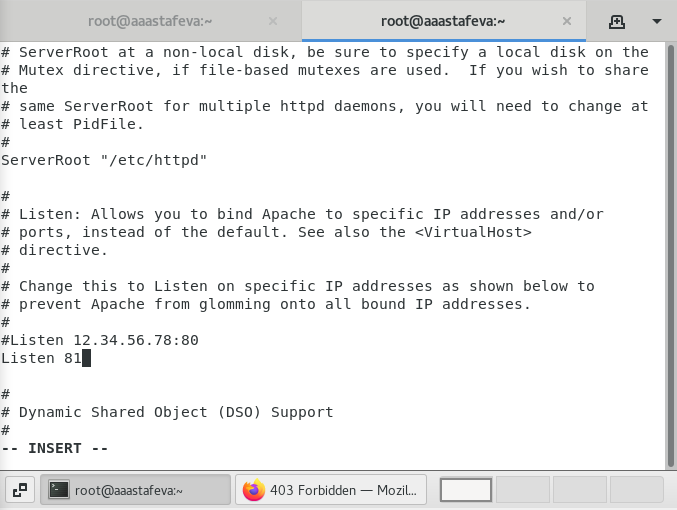 root@aaastafeva:~ × root@aaastafeva:~ ×
# ServerRoot at a non-local disk, be sure to specify a local disk on the
# Mutex directive, if file-based mutexes are used.  If you wish to share
the
# same ServerRoot for multiple httpd daemons, you will need to change at
# least PidFile.
#
ServerRoot "/etc/httpd"

#
# Listen: Allows you to bind Apache to specific IP addresses and/or
# ports, instead of the default. See also the <VirtualHost>
# directive.
#
# Change this to Listen on specific IP addresses as shown below to
# prevent Apache from glomming onto all bound IP addresses.
#
#Listen 12.34.56.78:80
Listen 81

#
# Dynamic Shared Object (DSO) Support
#
-- INSERT --
root@aaastafeva:~ 403 Forbidden — Mozil...